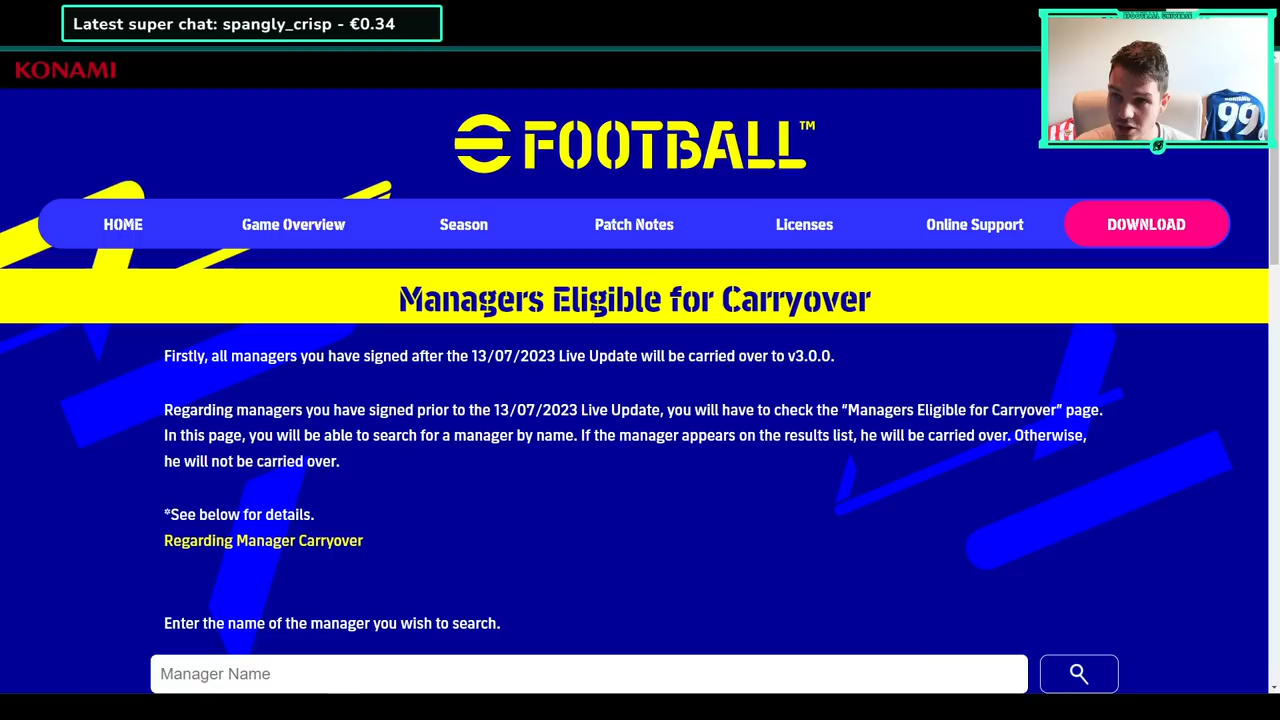 Latest super chat: spangly_crisp - €0.34
KONAMI
EFOOTBALL UNIVERSE
99
FOOTBALL™
HOME
Game Overview
Season
Patch Notes
Licenses
Online Support
DOWNLOAD
Managers Eligible for Carryover
Firstly, all managers you have signed after the 13/07/2023 Live Update will be carried over to v3.0.0.
Regarding managers you have signed prior to the 13/07/2023 Live Update, you will have to check the "Managers Eligible for Carryover" page.
In this page, you will be able to search for a manager by name. If the manager appears on the results list, he will be carried over. Otherwise,
he will not be carried over.
*See below for details.
Regarding Manager Carryover
Enter the name of the manager you wish to search.
Manager Name